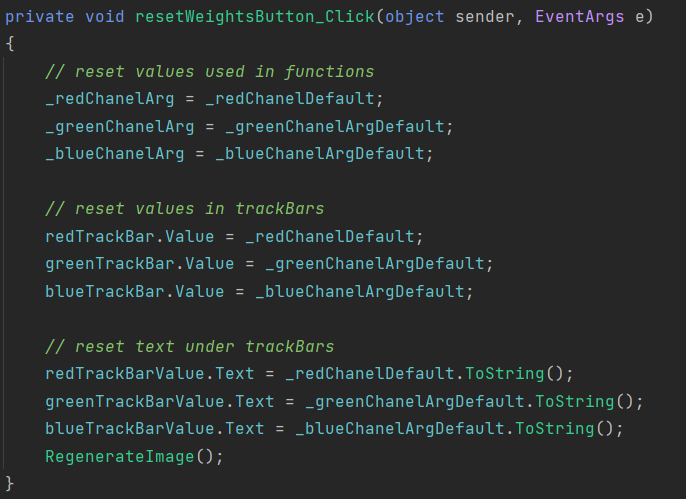 private void resetWeightsButton_Click(object sender, EventArgs e)
{
    // reset values used in functions
    _redChanelArg = _redChanelDefault;
    _greenChanelArg = _greenChanelArgDefault;
    _blueChanelArg = _blueChanelArgDefault;

    // reset values in trackBars
    redTrackBar.Value = _redChanelDefault;
    greenTrackBar.Value = _greenChanelArgDefault;
    blueTrackBar.Value = _blueChanelArgDefault;

    // reset text under trackBars
    redTrackBarValue.Text = _redChanelDefault.ToString();
    greenTrackBarValue.Text = _greenChanelArgDefault.ToString();
    blueTrackBarValue.Text = _blueChanelArgDefault.ToString();
    RegenerateImage();
}